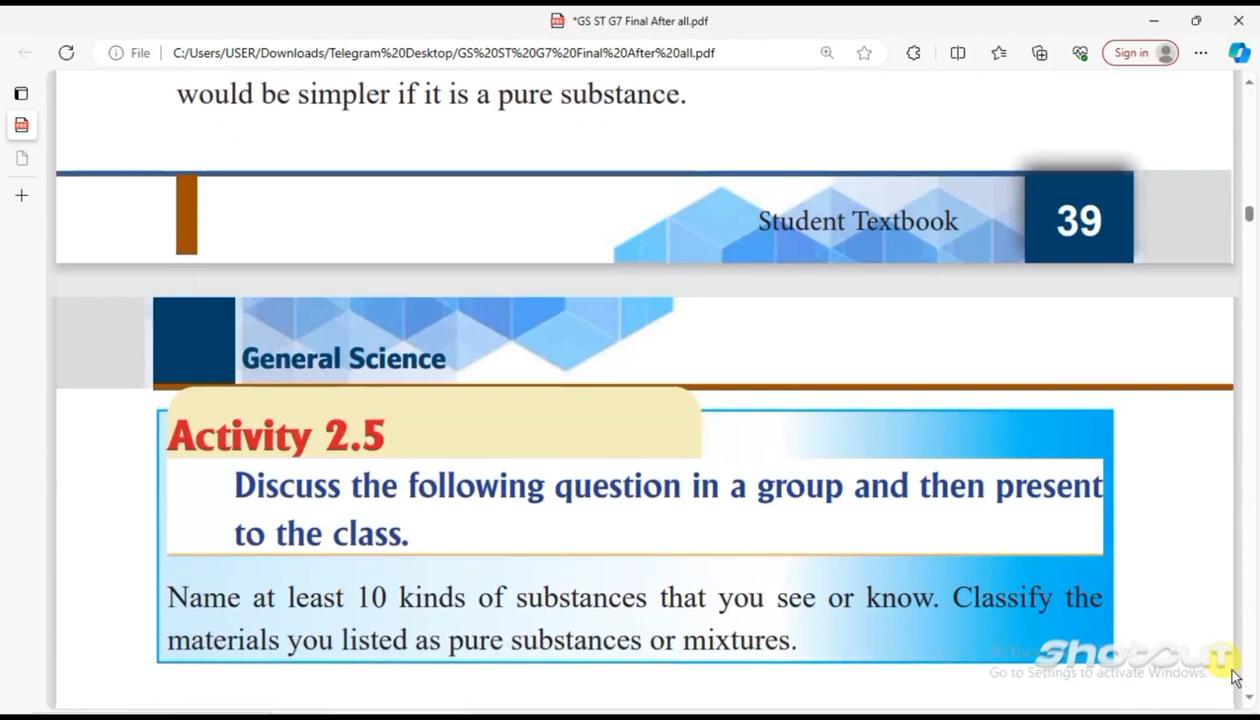 *GS ST G7 Final After all.pdf
File
C:/Users/USER/Downloads/Telegram%20Desktop/GS%20ST%20G7%20Final%20After%20all.pdf
Sign in
would be simpler if it is a pure substance.
Student Textbook
39
General Science
Activity 2.5
Discuss the following question in a group and then present
to the class.
Name at least 10 kinds of substances that you see or know. Classify the
materials you listed as pure substances or mixtures.
Shotcut
Go to Settings to activate Windows.